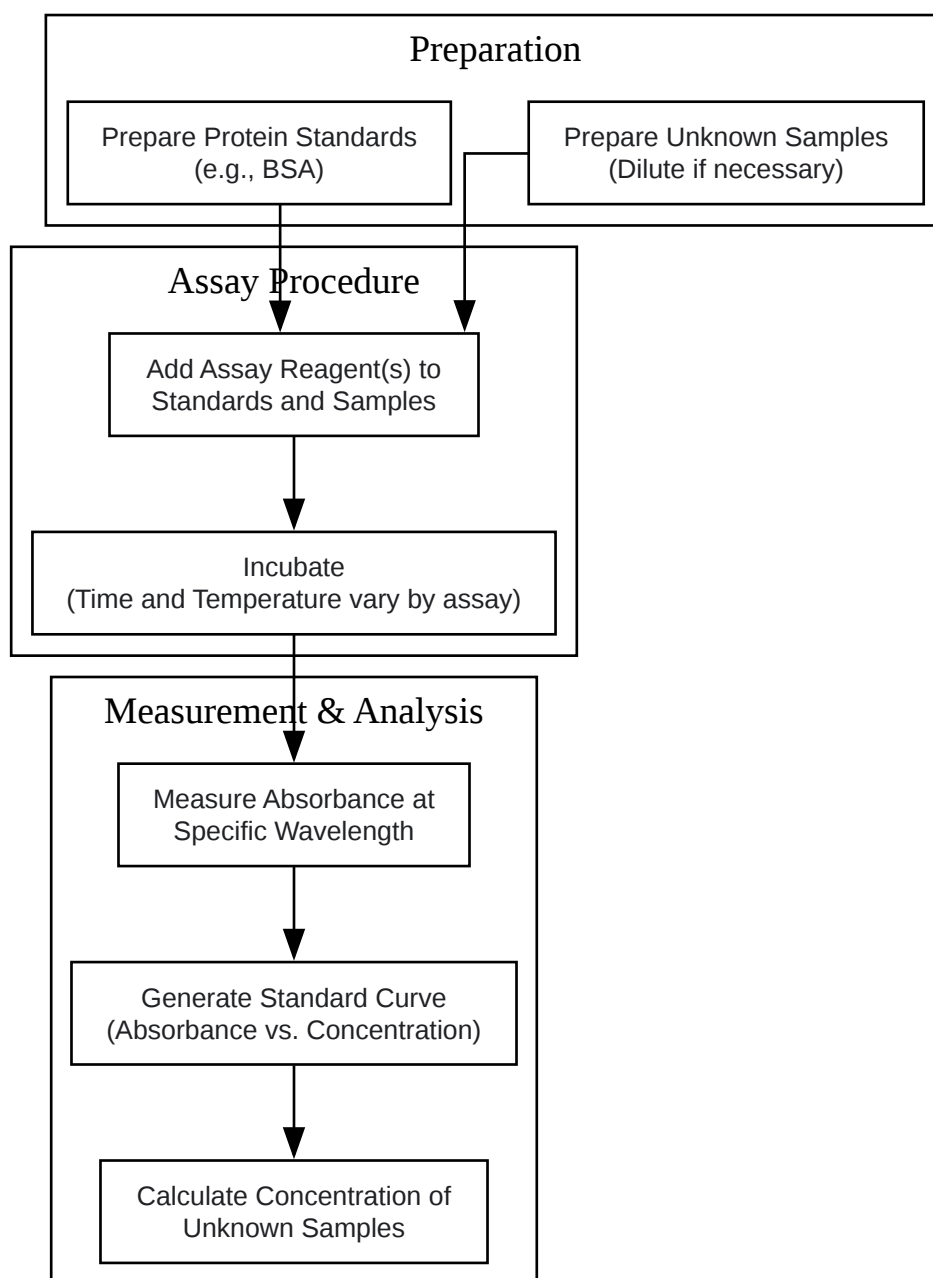 Preparation
Prepare Protein Standards
(e.g., BSA)
Prepare Unknown Samples
(Dilute if necessary)
Assay Procedure
Add Assay Reagent(s) to
Standards and Samples
Incubate
(Time and Temperature vary by assay)
Measurement & Analysis
Measure Absorbance at
Specific Wavelength
Generate Standard Curve
(Absorbance vs. Concentration)
Calculate Concentration of
Unknown Samples